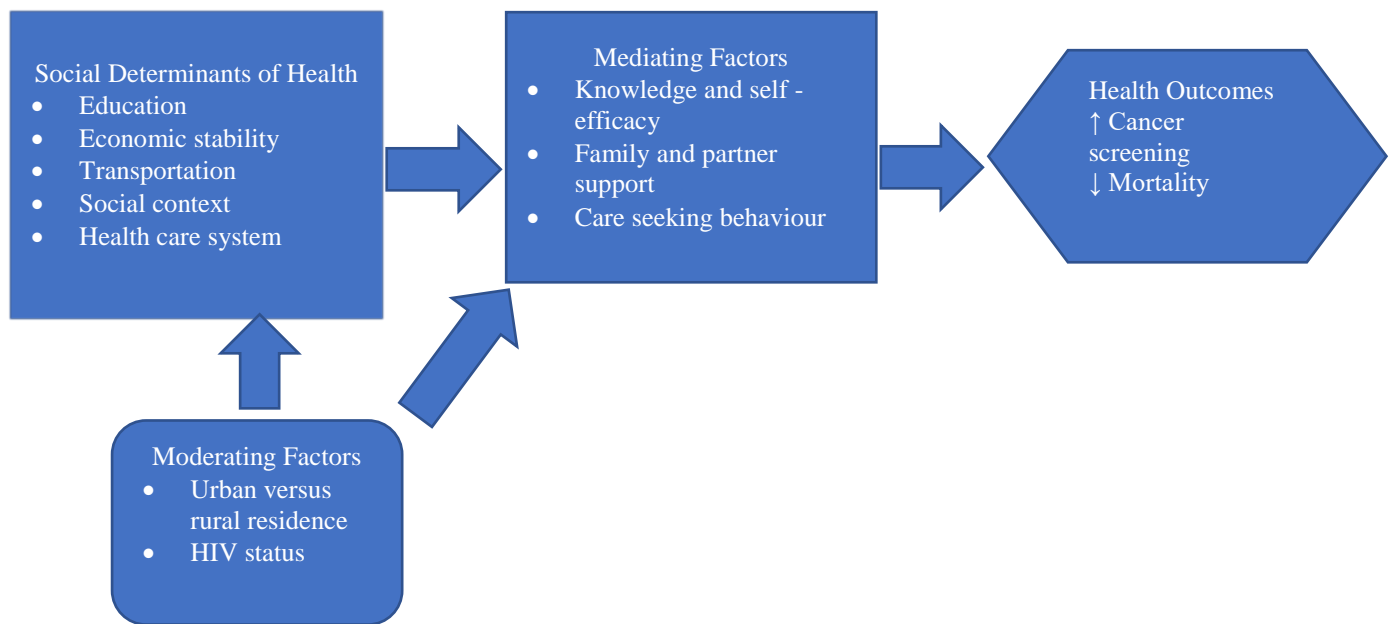 Social Determinants of Health
• Education
• Economic stability
• Transportation
• Social context
• Health care system
Mediating Factors
• Knowledge and self -
efficacy
• Family and partner
support
• Care seeking behaviour
Health Outcomes
↑ Cancer
screening
↓ Mortality
Moderating Factors
• Urban versus
rural residence
• HIV status